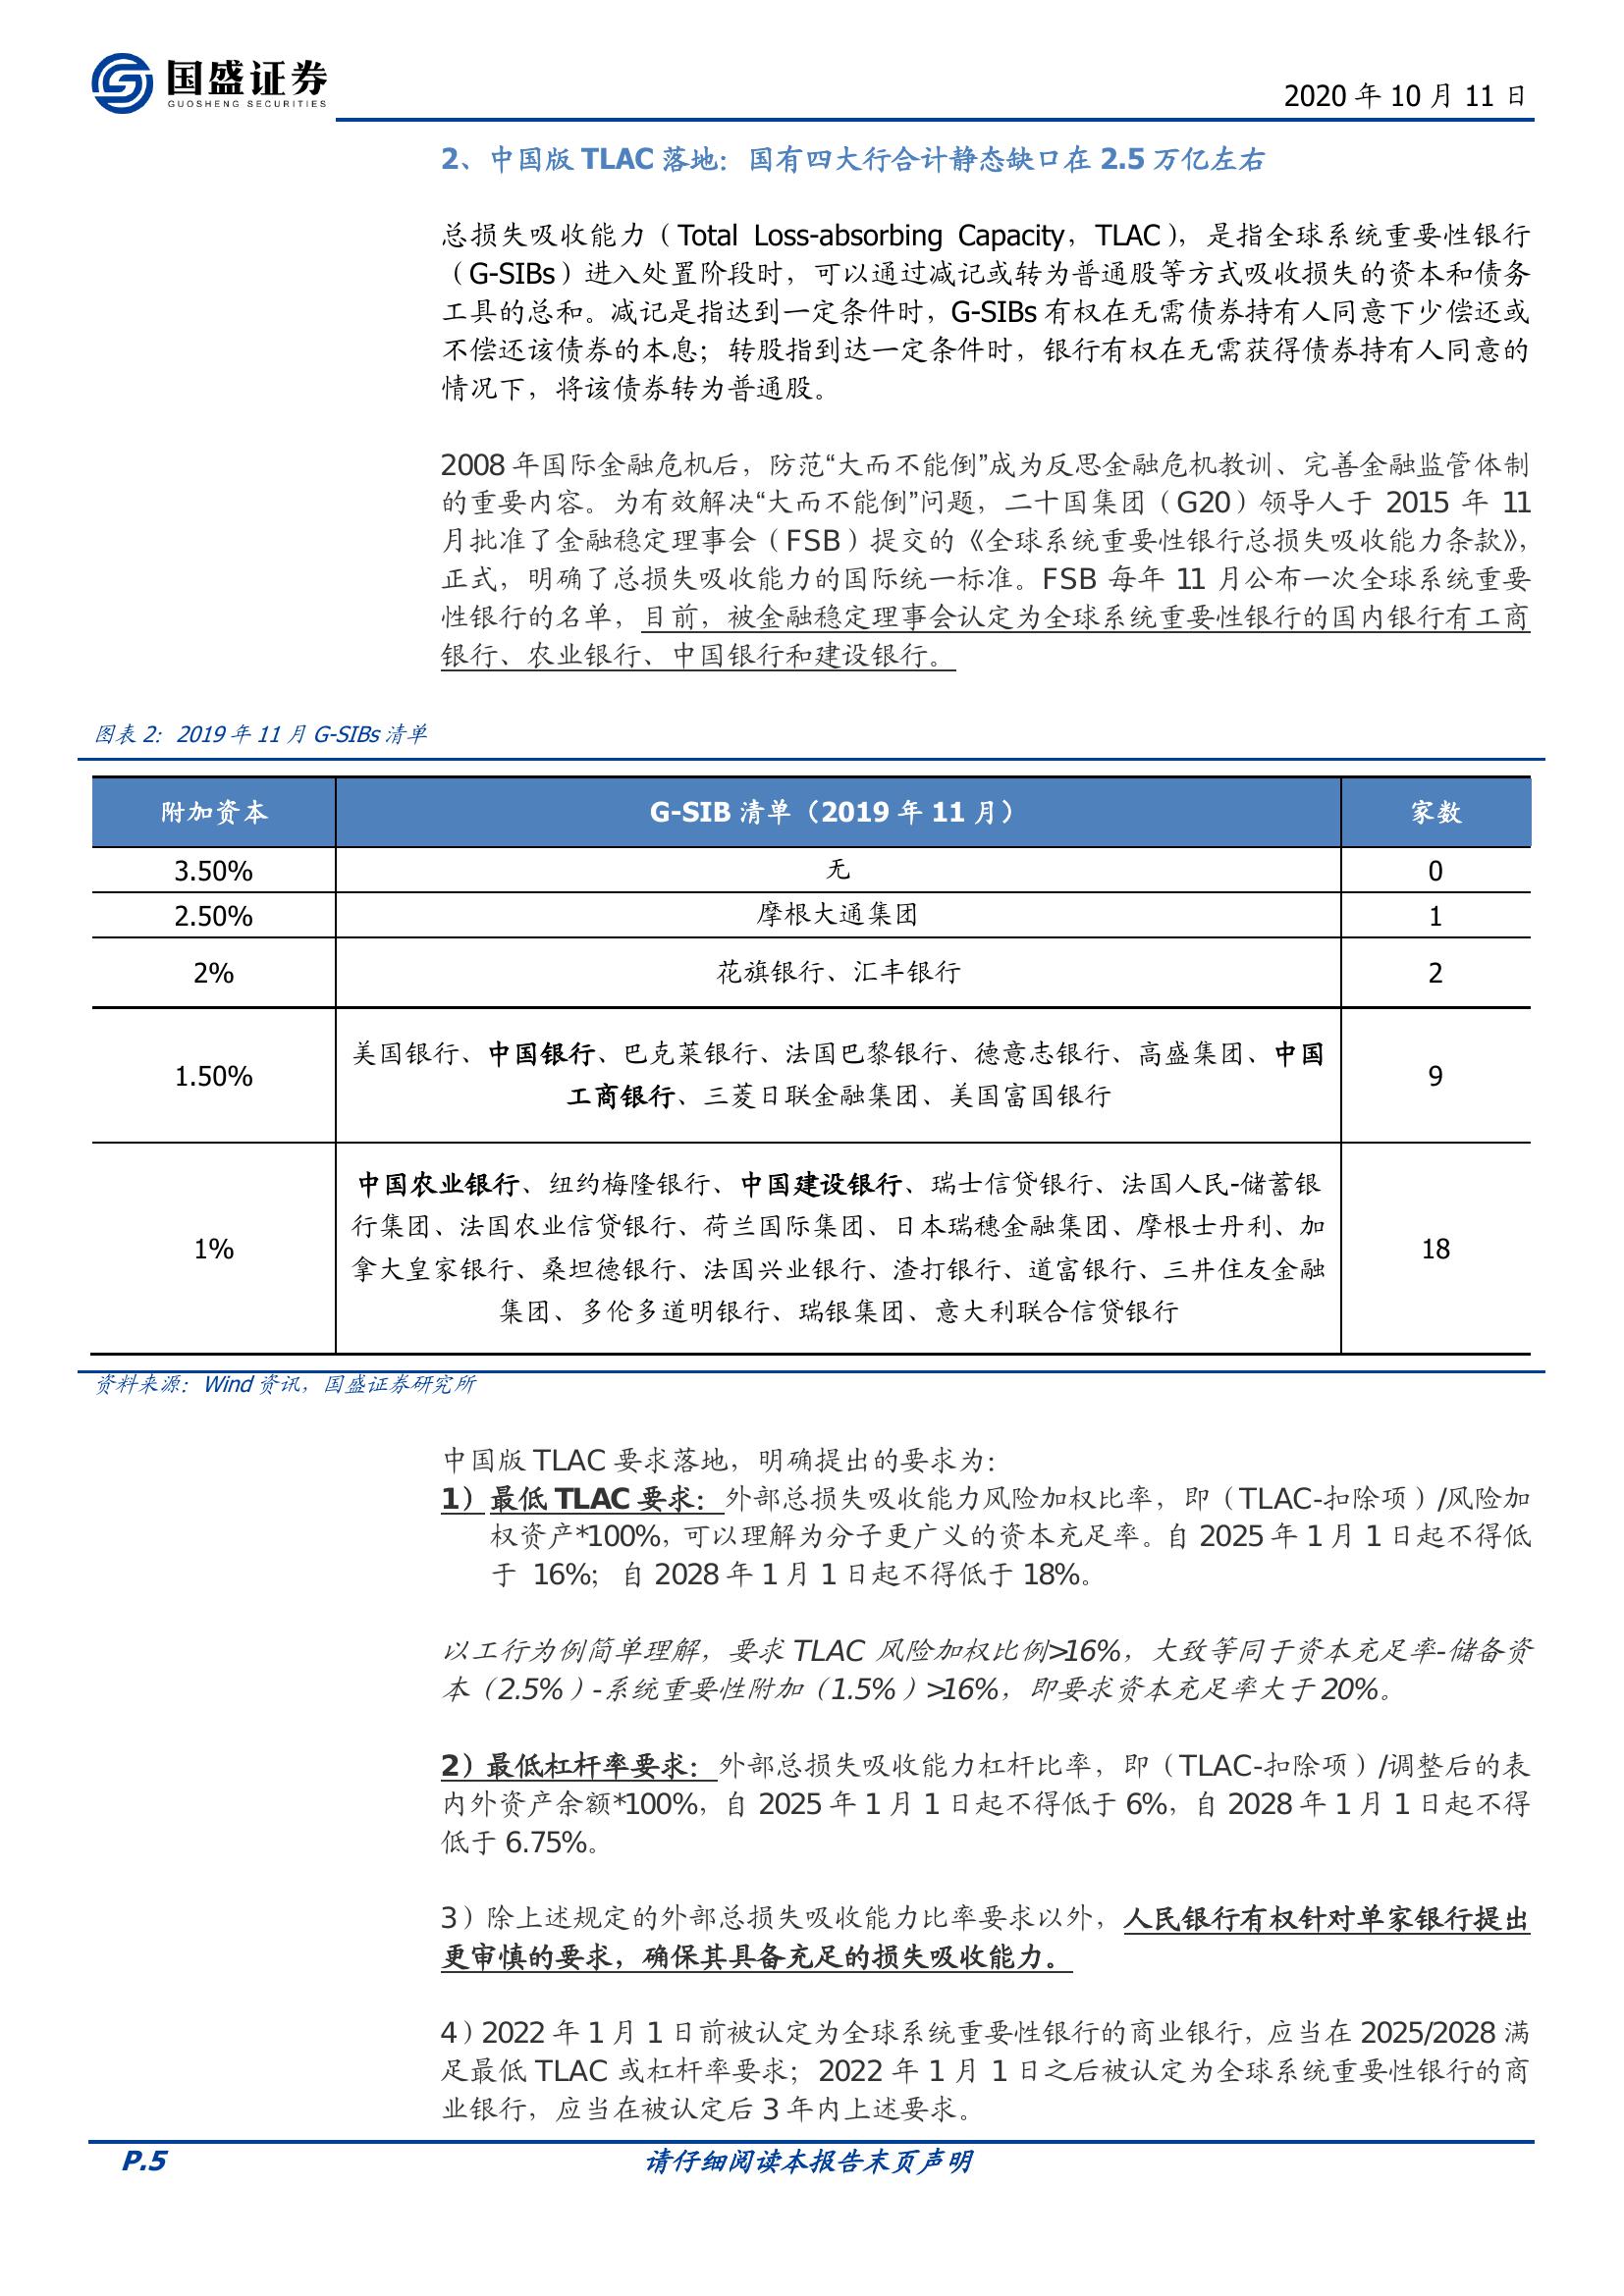 国盛证券
GUOSHENG SECURITIES
2020 年 10 月 11 日
2、中国版 TLAC 落地：国有四大行合计静态缺口在 2.5 万亿左右
总损失吸收能力（Total Loss-absorbing Capacity，TLAC），是指全球系统重要性银行
（G-SIBs）进入处置阶段时，可以通过减记或转为普通股等方式吸收损失的资本和债务
工具的总和。减记是指达到一定条件时，G-SIBs 有权在无需债券持有人同意下少偿还或
不偿还该债券的本息；转股指到达一定条件时，银行有权在无需获得债券持有人同意的
情况下，将该债券转为普通股。
2008 年国际金融危机后，防范“大而不能倒”成为反思金融危机教训、完善金融监管体制
的重要内容。为有效解决“大而不能倒”问题，二十国集团（G20）领导人于 2015 年 11
月批准了金融稳定理事会（FSB）提交的《全球系统重要性银行总损失吸收能力条款》，
正式，明确了总损失吸收能力的国际统一标准。FSB 每年 11 月公布一次全球系统重要
性银行的名单，目前，被金融稳定理事会认定为全球系统重要性银行的国内银行有工商
银行、农业银行、中国银行和建设银行。
图表 2：2019 年 11 月 G-SIBs 清单
附加资本 G-SIB 清单（2019 年 11 月） 家数
3.50% 无 0
2.50% 摩根大通集团 1
2% 花旗银行、汇丰银行 2
美国银行、中国银行、巴克莱银行、法国巴黎银行、德意志银行、高盛集团、中国
1.50% 9
工商银行、三菱日联金融集团、美国富国银行
中国农业银行、纽约梅隆银行、中国建设银行、瑞士信贷银行、法国人民-储蓄银
行集团、法国农业信贷银行、荷兰国际集团、日本瑞穗金融集团、摩根士丹利、加
1% 18
拿大皇家银行、桑坦德银行、法国兴业银行、渣打银行、道富银行、三井住友金融
集团、多伦多道明银行、瑞银集团、意大利联合信贷银行
资料来源：Wind 资讯，国盛证券研究所
中国版 TLAC 要求落地，明确提出的要求为：
1）最低 TLAC 要求：外部总损失吸收能力风险加权比率，即（TLAC-扣除项）/风险加
权资产*100%，可以理解为分子更广义的资本充足率。自 2025 年 1 月 1 日起不得低
于 16%；自 2028 年 1 月 1 日起不得低于 18%。
以工行为例简单理解，要求 TLAC 风险加权比例>16%，大致等同于资本充足率-储备资
本（2.5%）-系统重要性附加（1.5%）>16%，即要求资本充足率大于 20%。
2）最低杠杆率要求：外部总损失吸收能力杠杆比率，即（TLAC-扣除项）/调整后的表
内外资产余额*100%，自 2025 年 1 月 1 日起不得低于 6%，自 2028 年 1 月 1 日起不得
低于 6.75%。
3）除上述规定的外部总损失吸收能力比率要求以外，人民银行有权针对单家银行提出
更审慎的要求，确保其具备充足的损失吸收能力。
4）2022 年 1 月 1 日前被认定为全球系统重要性银行的商业银行，应当在 2025/2028 满
足最低 TLAC 或杠杆率要求；2022 年 1 月 1 日之后被认定为全球系统重要性银行的商
业银行，应当在被认定后 3 年内上述要求。
P.5 请仔细阅读本报告末页声明